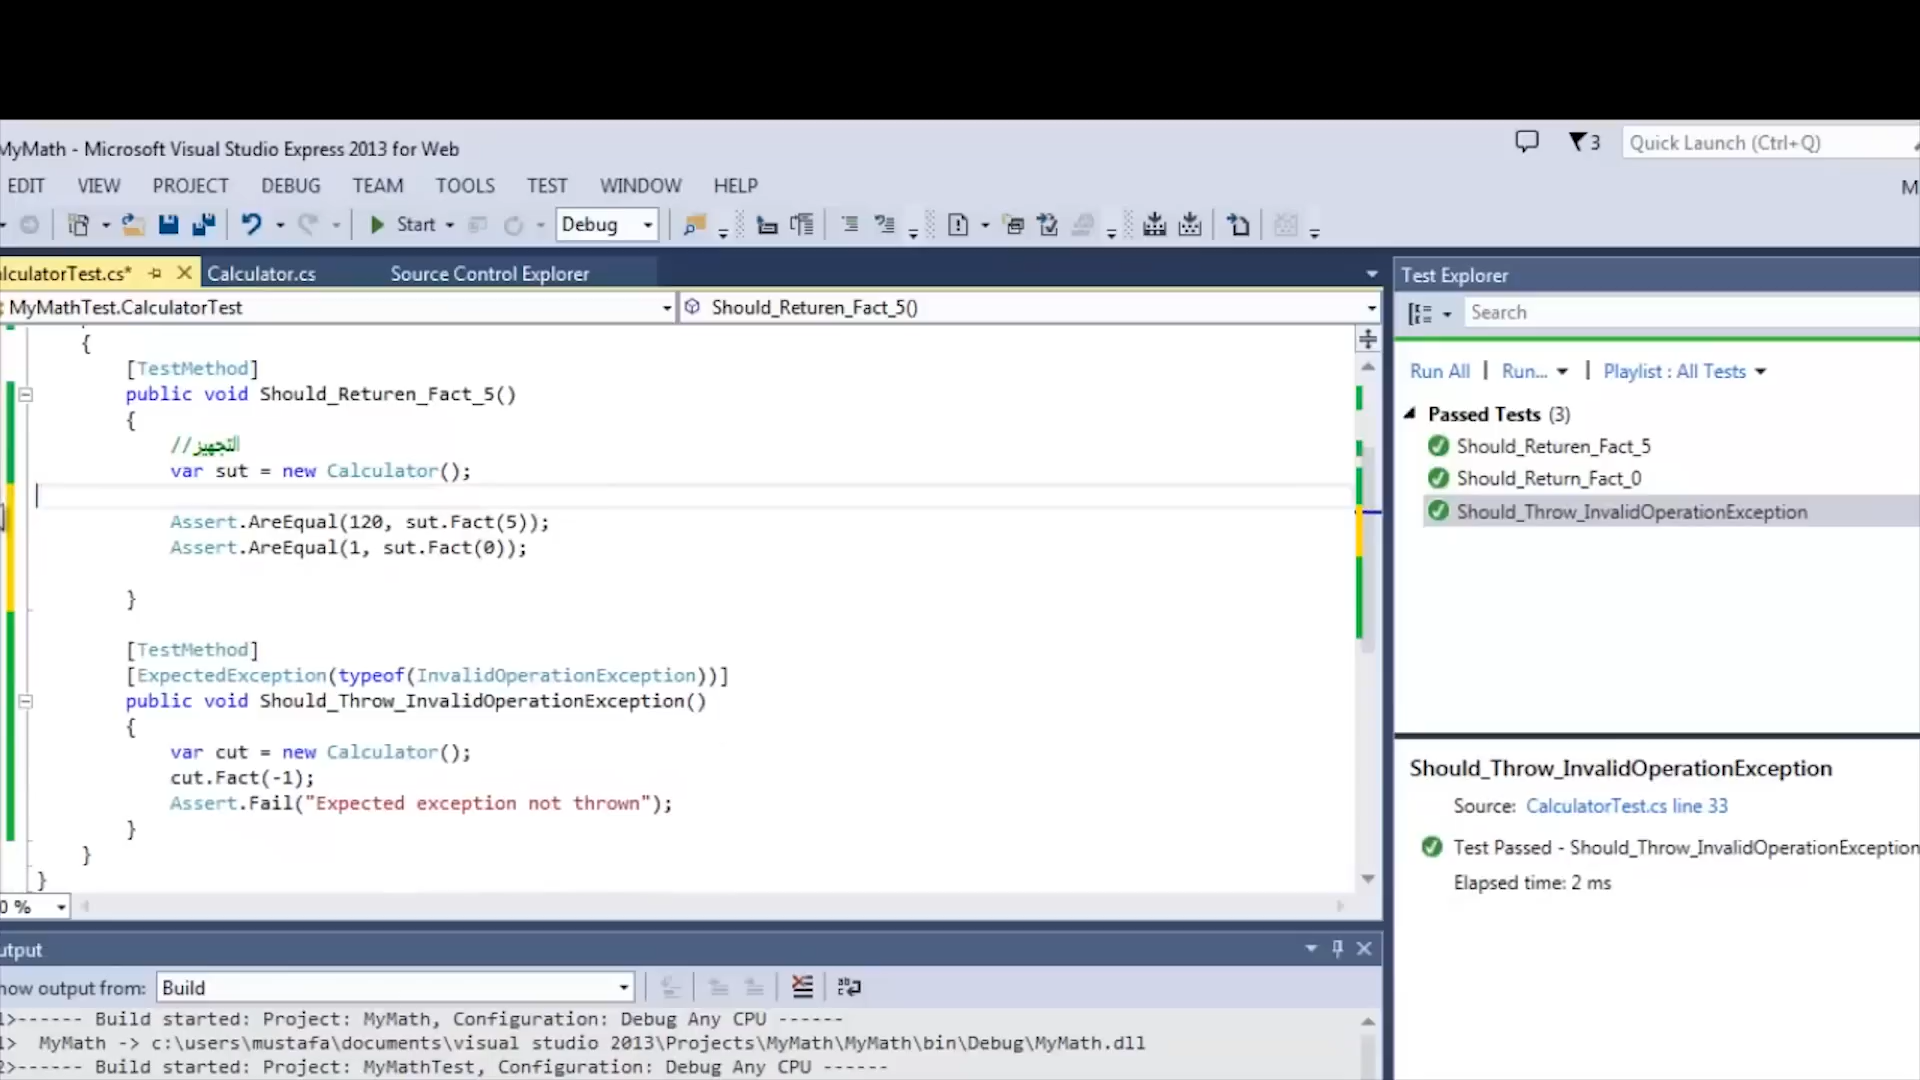 MyMath - Microsoft Visual Studio Express 2013 for Web
3
Quick Launch (Ctrl+Q)
EDIT VIEW PROJECT DEBUG TEAM TOOLS TEST WINDOW HELP
M
Start Debug
lculatorTest.cs* Calculator.cs Source Control Explorer
MyMathTest.CalculatorTest Should_Returen_Fact_5()
{
[TestMethod]
public void Should_Returen_Fact_5()
{
//التجهيز
var sut = new Calculator();
Assert.AreEqual(120, sut.Fact(5));
Assert.AreEqual(1, sut.Fact(0));
}
[TestMethod]
[ExpectedException(typeof(InvalidOperationException))]
public void Should_Throw_InvalidOperationException()
{
var cut = new Calculator();
cut.Fact(-1);
Assert.Fail("Expected exception not thrown");
}
}
}
0 %
Test Explorer
Search
Run All | Run... | Playlist : All Tests
Passed Tests (3)
Should_Returen_Fact_5
Should_Return_Fact_0
Should_Throw_InvalidOperationException
Should_Throw_InvalidOperationException
Source: CalculatorTest.cs line 33
Test Passed - Should_Throw_InvalidOperationException
Elapsed time: 2 ms
utput
how output from: Build
1>------ Build started: Project: MyMath, Configuration: Debug Any CPU ------
1> MyMath -> c:\users\mustafa\documents\visual studio 2013\Projects\MyMath\MyMath\bin\Debug\MyMath.dll
2>------ Build started: Project: MyMathTest, Configuration: Debug Any CPU ------